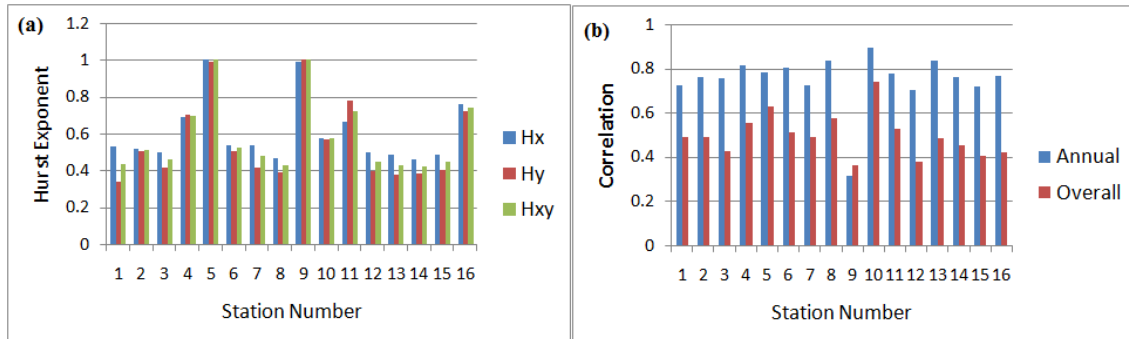 (a)
Hurst Exponent
1.2
1
0.8
0.6
0.4
0.2
0
1 2 3 4 5 6 7 8 9 10 11 12 13 14 15 16
Station Number
Hx
Hy
Hxy
(b)
Correlation
1
0.8
0.6
0.4
0.2
0
1 2 3 4 5 6 7 8 9 10 11 12 13 14 15 16
Station Number
Annual
Overall